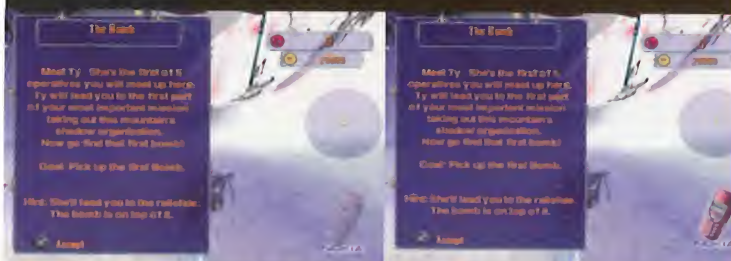 The Bomb
Meet Ty She's the first of 5
operatives you will meet up here.
Ty will lead you to the first part
of your most important mission
taking out this mountain's
shadow organization.
Now go find that first bomb!
Goal: Pick up the first Bomb.
Hint: She'll lead you to the
The bomb is on top of it.
Accept
NOKIA
The Bomb
Meet Ty She's the first of 5
operatives you will meet up here.
Ty will lead you to the first part
of your most important mission
taking out this mountain's
shadow organization.
Now go find that first bomb!
Goal: Pick up the first Bomb.
Hint: She'll lead you to the
The bomb is on top of it.
Accept
NOKIA